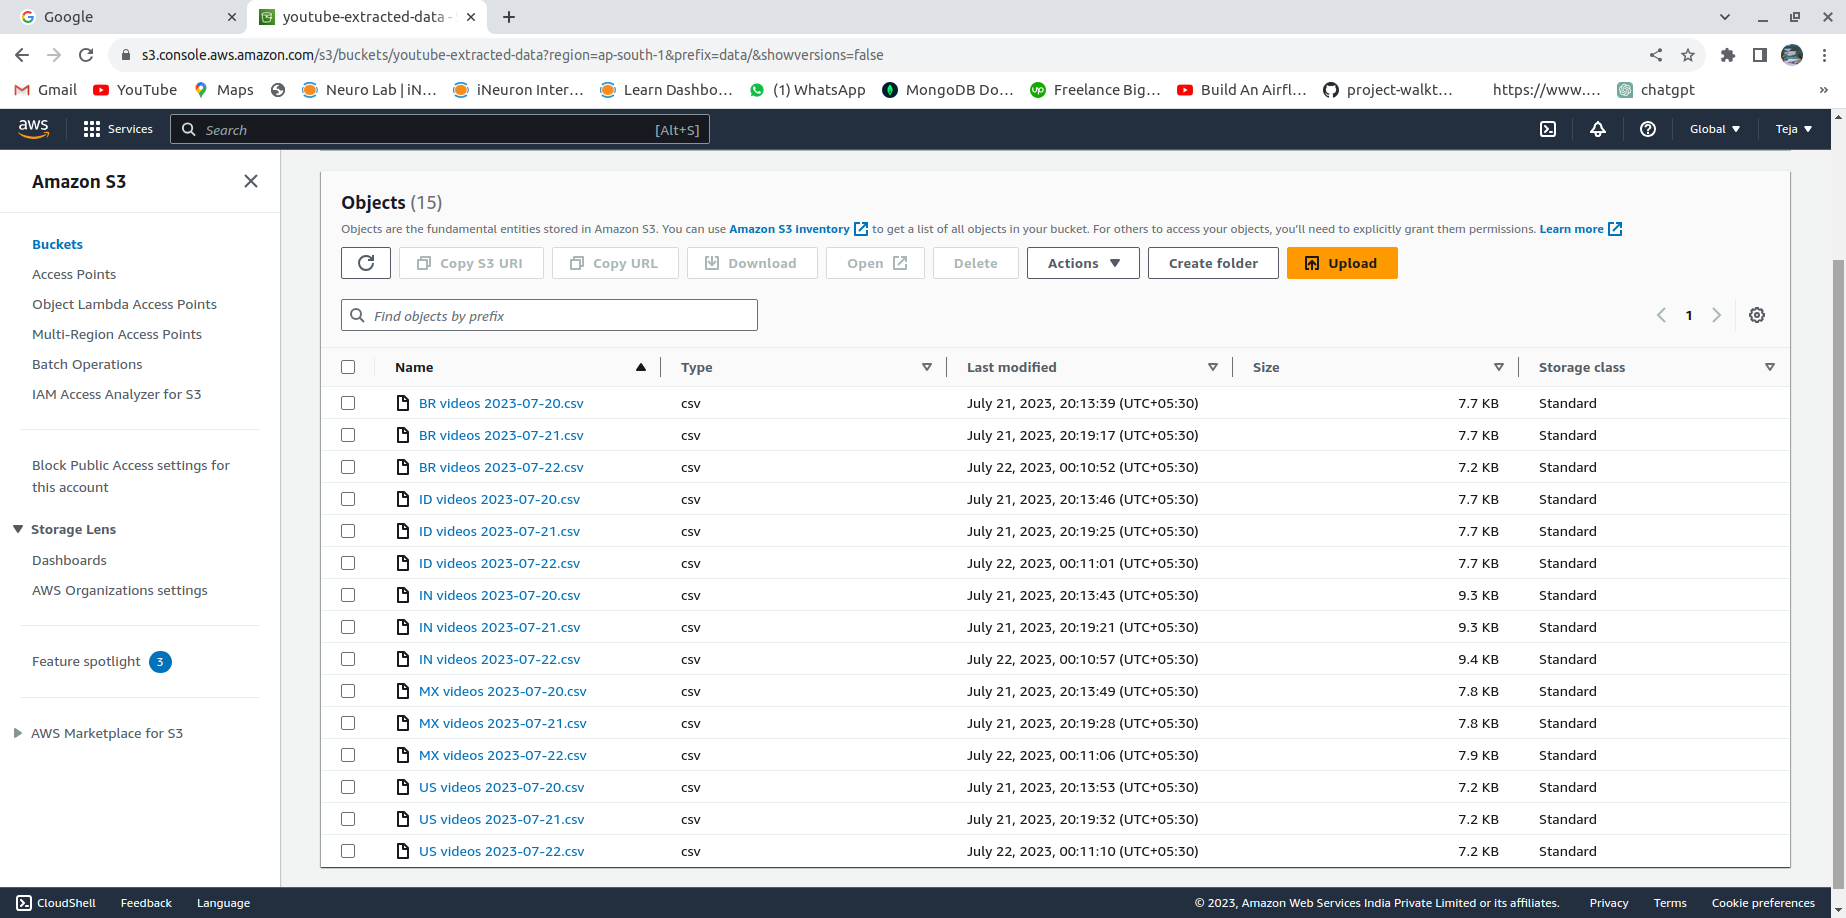 Google
youtube-extracted-data -
s3.console.aws.amazon.com/s3/buckets/youtube-extracted-data?region=ap-south-1&prefix=data/&showversions=false
Gmail YouTube Maps Neuro Lab | iN... iNeuron Inter... Learn Dashbo... (1) WhatsApp MongoDB Do... Freelance Big... Build An Airfl... project-walkt... https://www.... chatgpt »
aws Services Search [Alt+S] Global Teja
Amazon S3
Buckets
Access Points
Object Lambda Access Points
Multi-Region Access Points
Batch Operations
IAM Access Analyzer for S3
Block Public Access settings for
this account
Storage Lens
Dashboards
AWS Organizations settings
Feature spotlight 3
AWS Marketplace for S3
Objects (15)
Objects are the fundamental entities stored in Amazon S3. You can use Amazon S3 inventory to get a list of all objects in your bucket. For others to access your objects, you'll need to explicitly grant them permissions. Learn more
Copy S3 URI Copy URL Download Open Delete Actions Create folder Upload
Find objects by prefix 1
Name Type Last modified Size Storage class
BR videos 2023-07-20.csv csv July 21, 2023, 20:13:39 (UTC+05:30) 7.7 KB Standard
BR videos 2023-07-21.csv csv July 21, 2023, 20:19:17 (UTC+05:30) 7.7 KB Standard
BR videos 2023-07-22.csv csv July 22, 2023, 00:10:52 (UTC+05:30) 7.2 KB Standard
ID videos 2023-07-20.csv csv July 21, 2023, 20:13:46 (UTC+05:30) 7.7 KB Standard
ID videos 2023-07-21.csv csv July 21, 2023, 20:19:25 (UTC+05:30) 7.7 KB Standard
ID videos 2023-07-22.csv csv July 22, 2023, 00:11:01 (UTC+05:30) 7.7 KB Standard
IN videos 2023-07-20.csv csv July 21, 2023, 20:13:43 (UTC+05:30) 9.3 KB Standard
IN videos 2023-07-21.csv csv July 21, 2023, 20:19:21 (UTC+05:30) 9.3 KB Standard
IN videos 2023-07-22.csv csv July 22, 2023, 00:10:57 (UTC+05:30) 9.4 KB Standard
MX videos 2023-07-20.csv csv July 21, 2023, 20:13:49 (UTC+05:30) 7.8 KB Standard
MX videos 2023-07-21.csv csv July 21, 2023, 20:19:28 (UTC+05:30) 7.8 KB Standard
MX videos 2023-07-22.csv csv July 22, 2023, 00:11:06 (UTC+05:30) 7.9 KB Standard
US videos 2023-07-20.csv csv July 21, 2023, 20:13:53 (UTC+05:30) 7.2 KB Standard
US videos 2023-07-21.csv csv July 21, 2023, 20:19:32 (UTC+05:30) 7.2 KB Standard
US videos 2023-07-22.csv csv July 22, 2023, 00:11:10 (UTC+05:30) 7.2 KB Standard
CloudShell Feedback Language © 2023, Amazon Web Services India Private Limited or its affiliates. Privacy Terms Cookie preferences